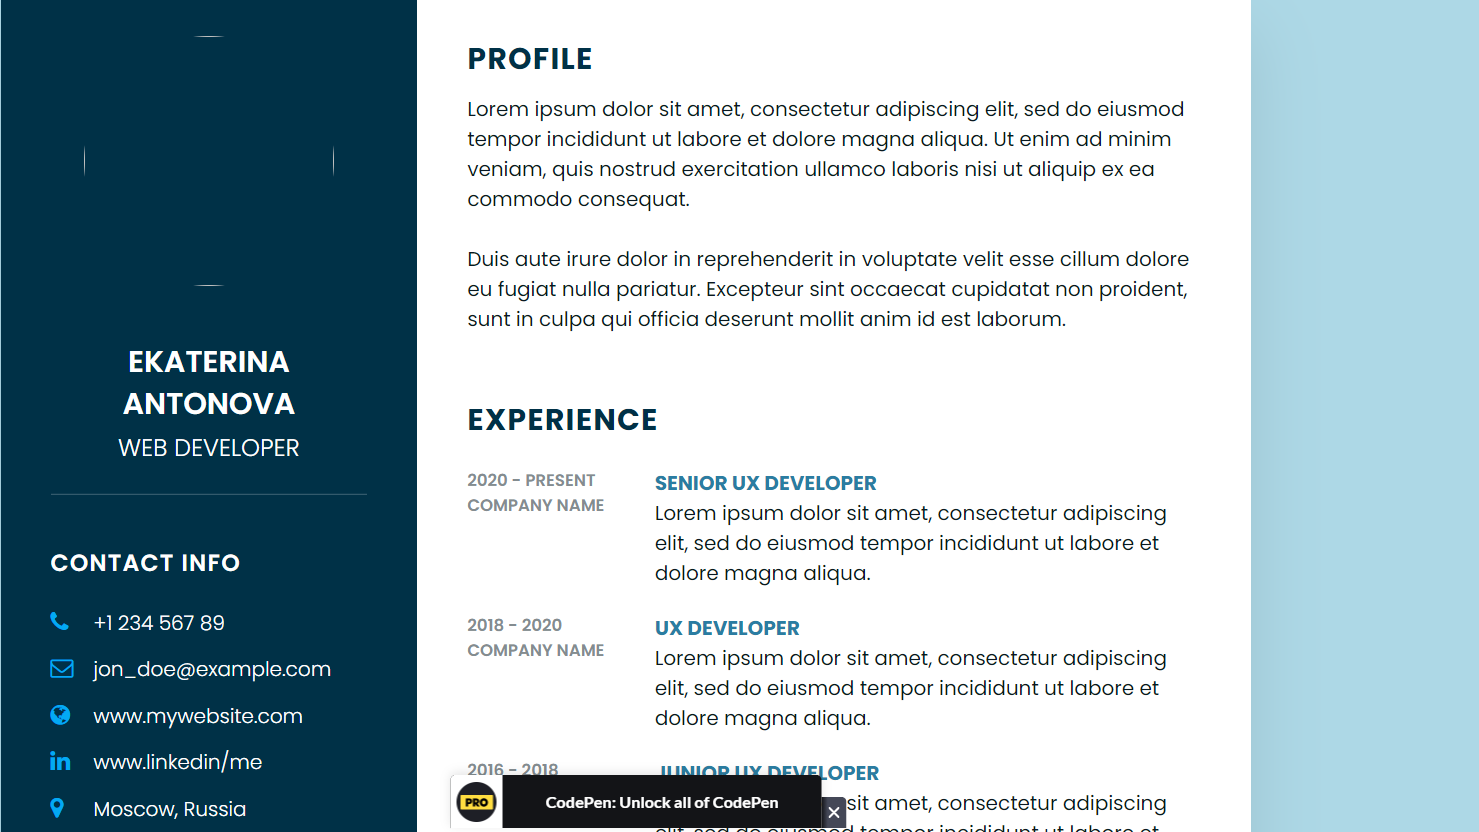 EKATERINA
ANTONOVA
WEB DEVELOPER
CONTACT INFO
+1 234 567 89
jon_doe@example.com
www.mywebsite.com
in www.linkedin/me
Moscow, Russia
PROFILE
Lorem ipsum dolor sit amet, consectetur adipiscing elit, sed do eiusmod
tempor incididunt ut labore et dolore magna aliqua. Ut enim ad minim
veniam, quis nostrud exercitation ullamco laboris nisi ut aliquip ex ea
commodo consequat.
Duis aute irure dolor in reprehenderit in voluptate velit esse cillum dolore
eu fugiat nulla pariatur. Excepteur sint occaecat cupidatat non proident,
sunt in culpa qui officia deserunt mollit anim id est laborum.
EXPERIENCE
2020 - PRESENT
COMPANY NAME
SENIOR UX DEVELOPER
Lorem ipsum dolor sit amet, consectetur adipiscing
elit, sed do eiusmod tempor incididunt ut labore et
dolore magna aliqua.
2018 - 2020
COMPANY NAME
UX DEVELOPER
Lorem ipsum dolor sit amet, consectetur adipiscing
elit, sed do eiusmod tempor incididunt ut labore et
dolore magna aliqua.
2016 - 2018
JUNIOR UX DEVELOPER
sit amet, consectetur adipiscing
PRO
CodePen: Unlock all of CodePen